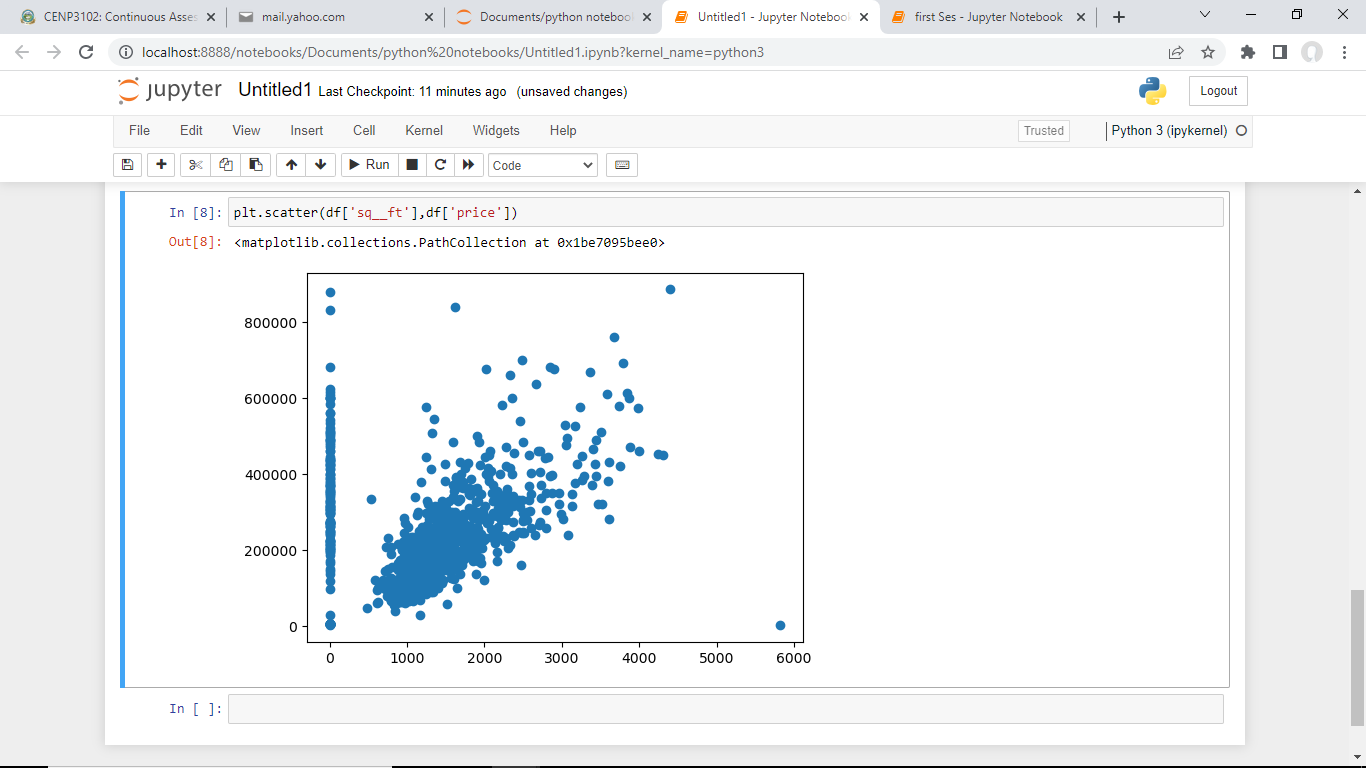 CENP3102: Continuous Asses
mail.yahoo.com
Documents/python notebook
Untitled1 - Jupyter Notebook
first Ses - Jupyter Notebook
localhost:8888/notebooks/Documents/python%20notebooks/Untitled1.ipynb?kernel_name=python3
jupyter Untitled1 Last Checkpoint: 11 minutes ago (unsaved changes)
Logout
File Edit View Insert Cell Kernel Widgets Help
Trusted
Python 3 (ipykernel)
Run
Code
In [8]: plt.scatter(df['sq__ft'],df['price'])
Out[8]: <matplotlib.collections.PathCollection at 0x1be7095bee0>
800000
600000
400000
200000
0
0 1000 2000 3000 4000 5000 6000
In [ ]: